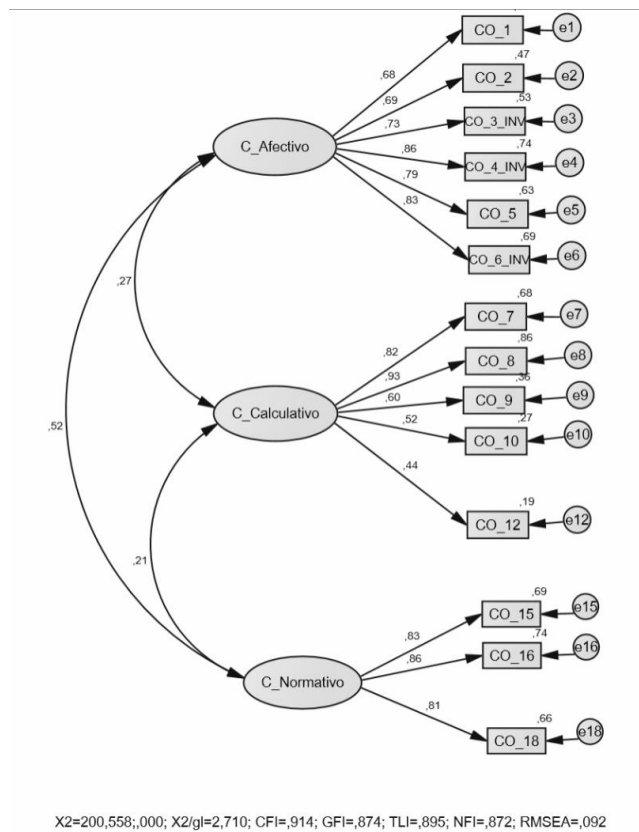 CO_1
e1
,47
,68
CO_2
e2
,69
,53
CO_3_INV
e3
,73
,74
C_Afectivo
,86
CO_4_INV
e4
,79
,63
CO_5
e5
,83
,69
CO_6_INV
e6
,27
,68
CO_7
e7
,82
,86
CO_8
e8
,93
,36
C_Calculativo
,60
CO_9
e9
,52
,27
CO_10
e10
,52
,44
,19
CO_12
e12
,21
,69
CO_15
e15
,83
,74
CO_16
e16
,86
C_Normativo
,81
,66
CO_18
e18
X2=200,558;,000; X2/gl=2,710; CFI=,914; GFI=,874; TLI=,895; NFI=,872; RMSEA=,092